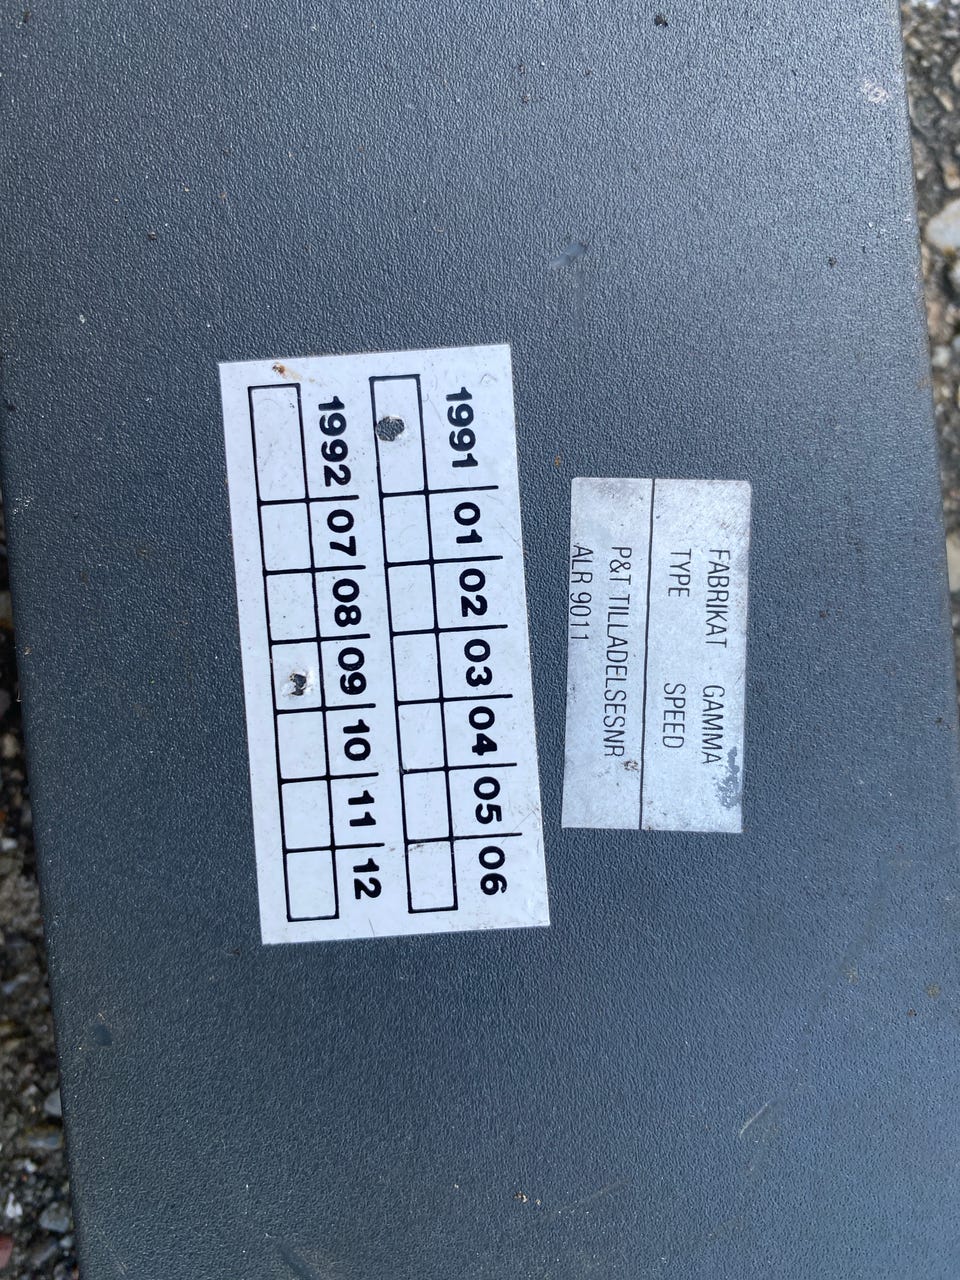 FABRIKAT GAMMA
TYPE SPEED
P&T TILLADELSESNR
ALR 9011
1991 01 02 03 04 05 06
1992 07 08 09 10 11 12